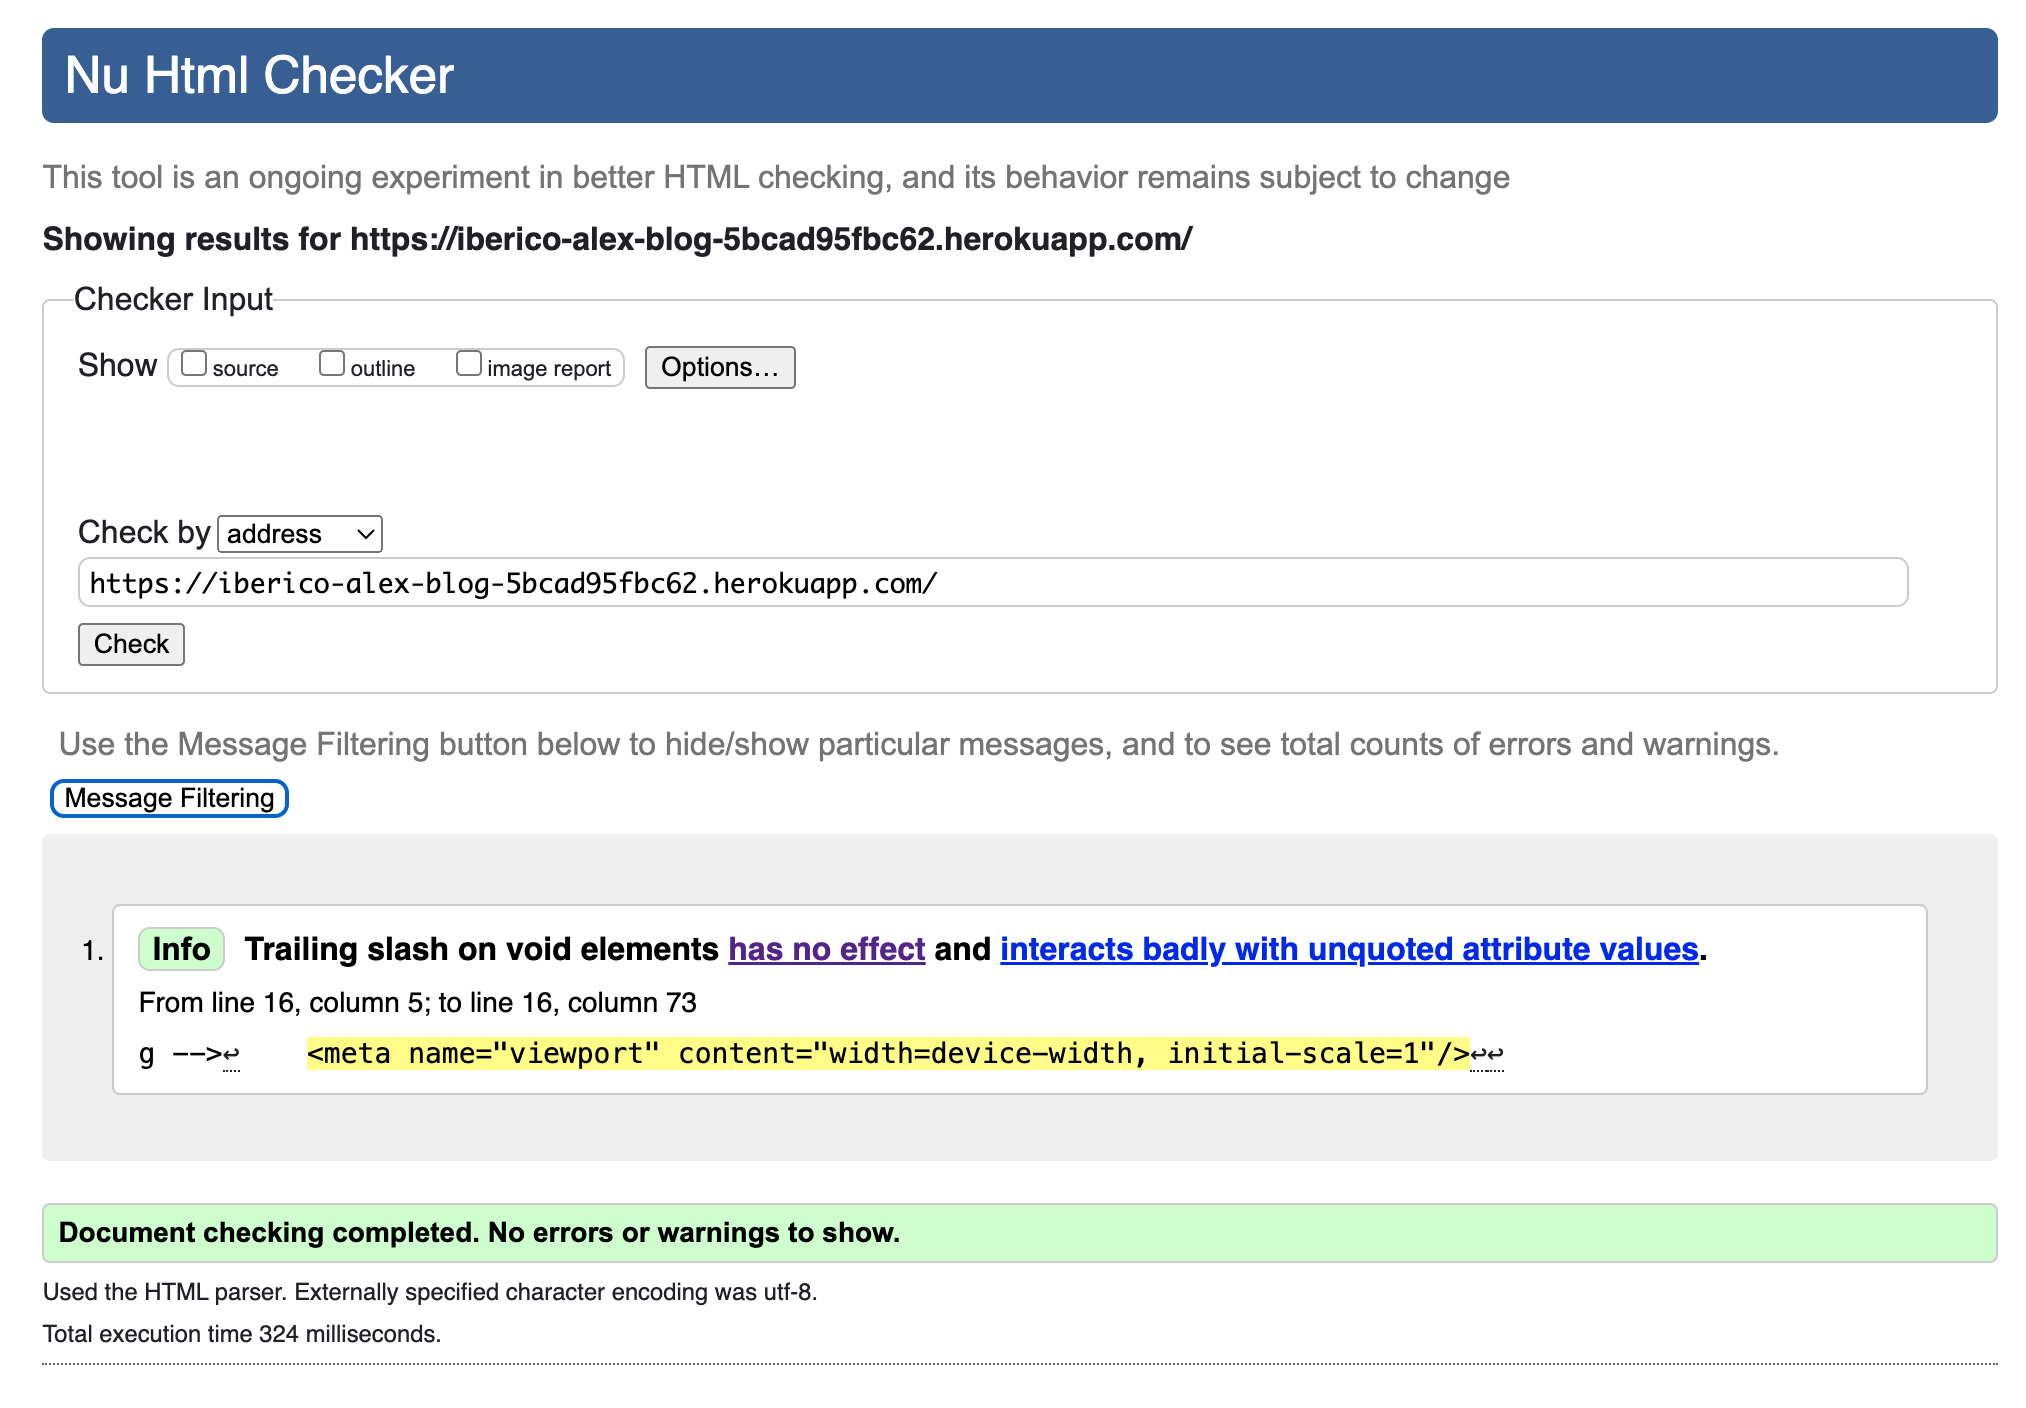 Nu Html Checker
This tool is an ongoing experiment in better HTML checking, and its behavior remains subject to change
Showing results for https://iberico-alex-blog-5bcad95fbc62.herokuapp.com/
Checker Input
Show source outline image report Options...
Check by address
https://iberico-alex-blog-5bcad95fbc62.herokuapp.com/
Check
Use the Message Filtering button below to hide/show particular messages, and to see total counts of errors and warnings.
Message Filtering
1. Info Trailing slash on void elements has no effect and interacts badly with unquoted attribute values.
From line 16, column 5; to line 16, column 73
g -->↩    <meta name="viewport" content="width=device-width, initial-scale=1"/>↩↩
Document checking completed. No errors or warnings to show.
Used the HTML parser. Externally specified character encoding was utf-8.
Total execution time 324 milliseconds.